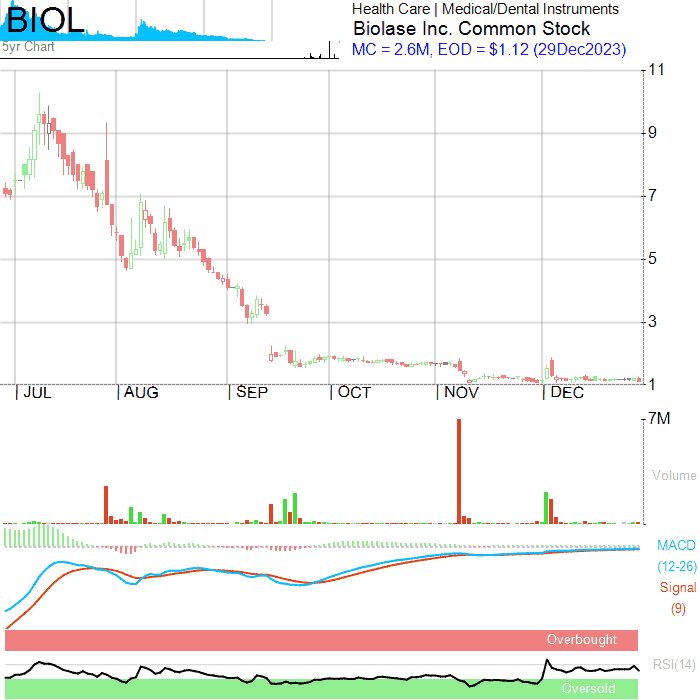 BIOL
5yr Chart
Health Care | Medical/Dental Instruments
Biolase Inc. Common Stock
MC = 2.6M, EOD = $1.12 (29Dec2023)
11
9
7
5
3
1
JUL AUG SEP OCT NOV DEC
7M
Volume
MACD
(12-26)
Signal
(9)
Overbought
RSI(14)
Oversold